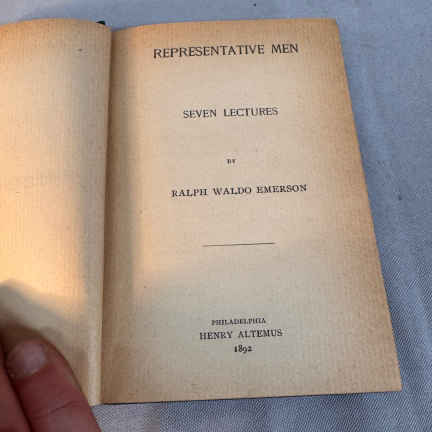 REPRESENTATIVE MEN
SEVEN LECTURES
BY
RALPH WALDO EMERSON
PHILADELPHIA
HENRY ALTEMUS
1892